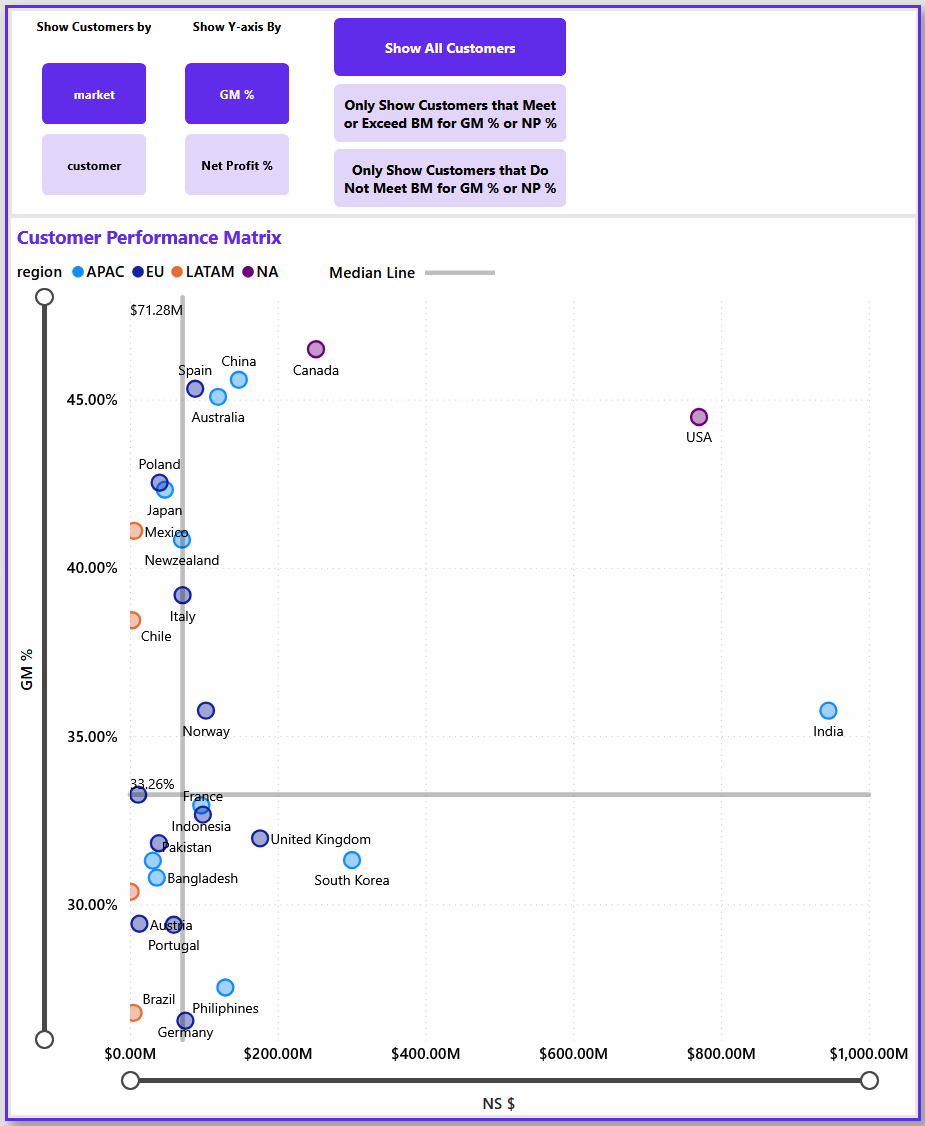 Show Customers by
Show Y-axis By
Show All Customers
market
GM %
Only Show Customers that Meet
or Exceed BM for GM % or NP %
customer
Net Profit %
Only Show Customers that Do
Not Meet BM for GM % or NP %
Customer Performance Matrix
region APAC EU LATAM NA
Median Line
$71.28M
China
Spain
Canada
45.00%
Australia
USA
Poland
Japan
Mexico
Newzealand
40.00%
Italy
Chile
GM %
Norway
India
35.00%
33.26%
France
Indonesia
United Kingdom
Pakistan
South Korea
Bangladesh
30.00%
Austria
Portugal
Brazil
Philiphines
Germany
$0.00M $200.00M $400.00M $600.00M $800.00M $1,000.00M
NS $